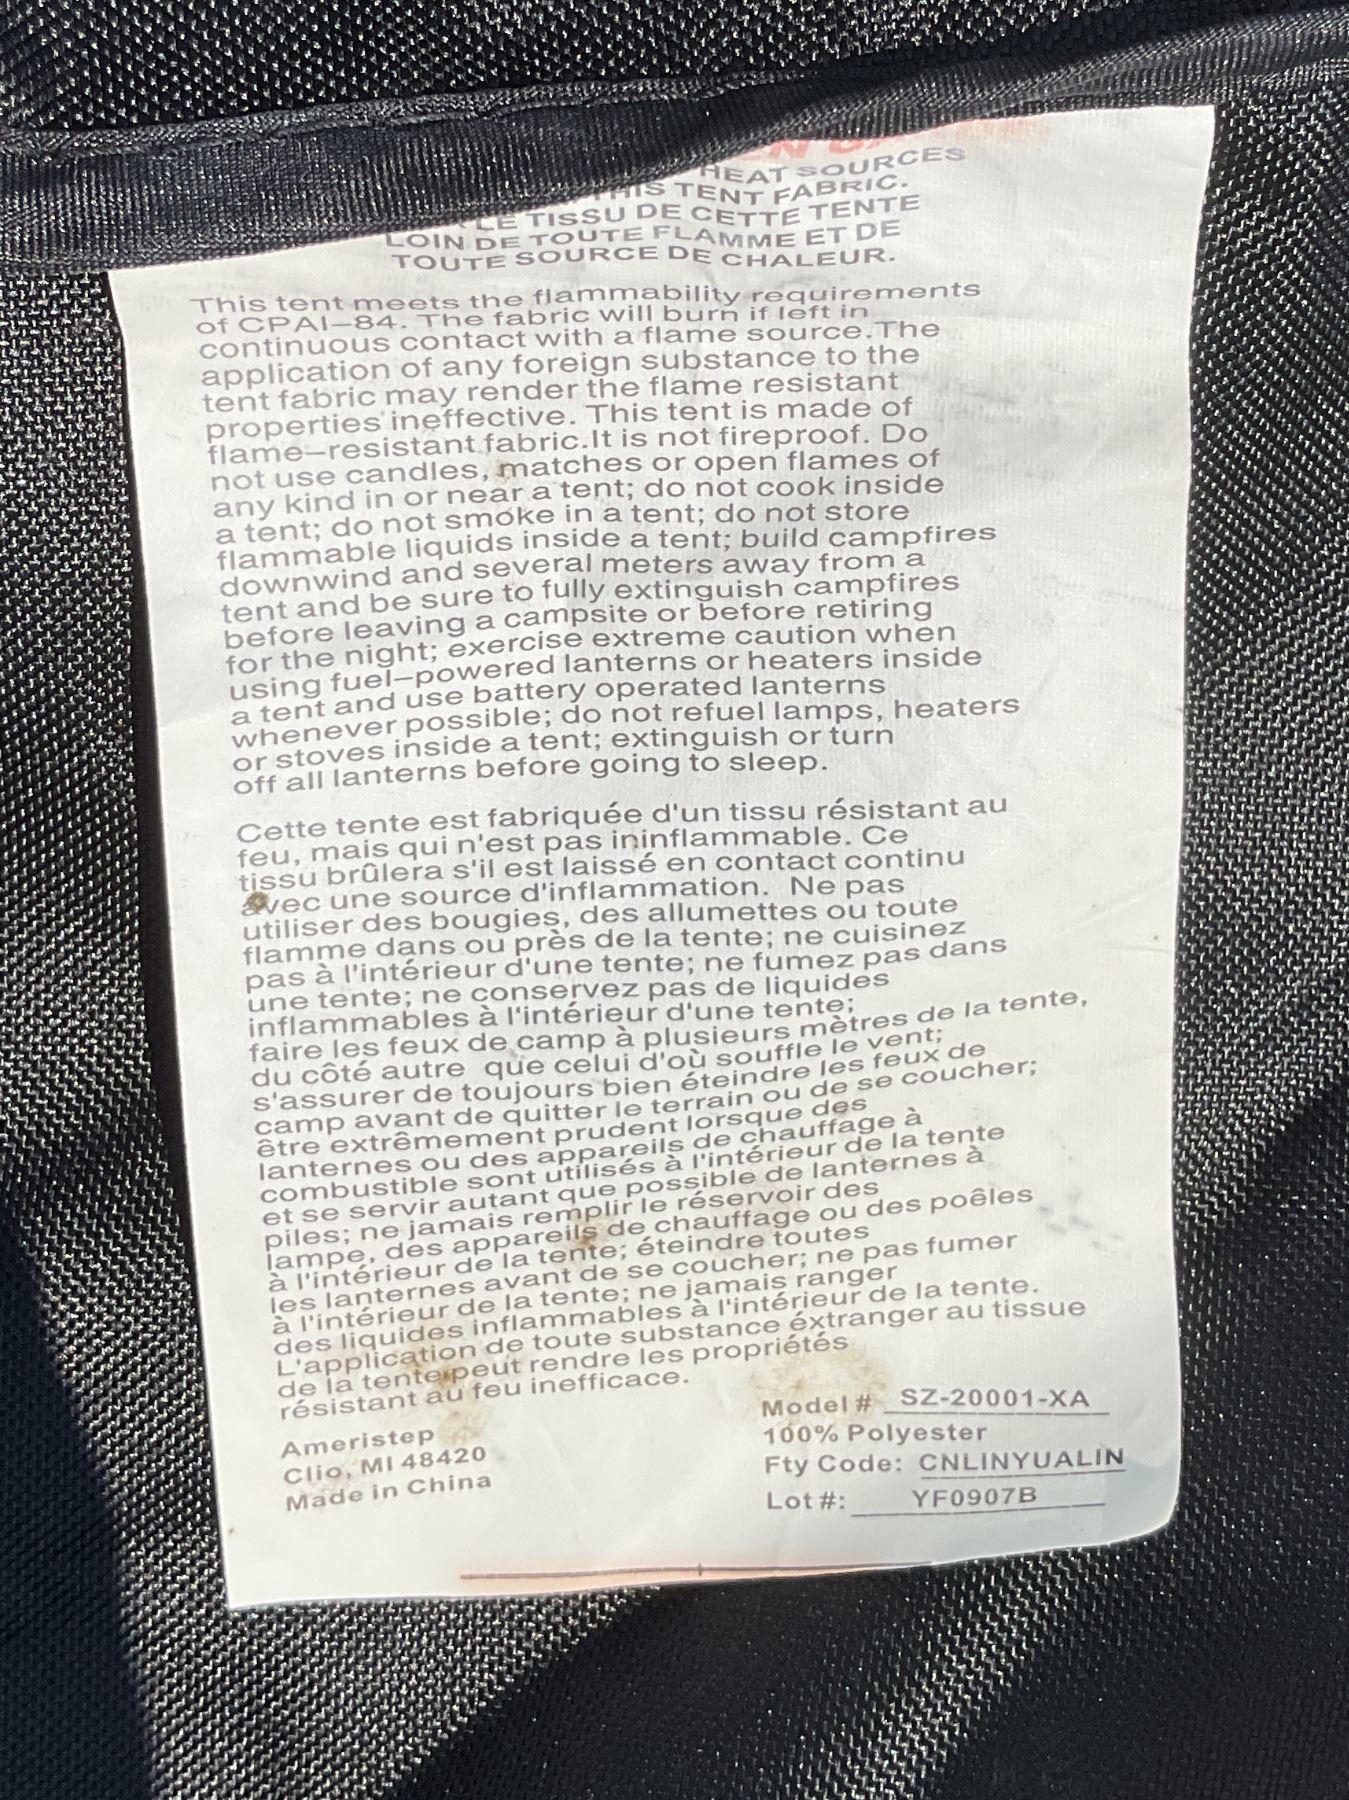 HEAT SOURCES
THIS TENT FABRIC.
LE TISSU DE CETTE TENTE
LOIN DE TOUTE FLAMME ET DE
TOUTE SOURCE DE CHALEUR.
This tent meets the flammability requirements
of CPAI-84. The fabric will burn if left in
continuous contact with a flame source.The
application of any foreign substance to the
tent fabric may render the flame resistant
properties ineffective. This tent is made of
flame-resistant fabric.It is not fireproof. Do
not use candles, matches or open flames of
any kind in or near a tent; do not cook inside
a tent; do not smoke in a tent; do not store
flammable liquids inside a tent; build campfires
downwind and several meters away from a
tent and be sure to fully extinguish campfires
before leaving a campsite or before retiring
for the night; exercise extreme caution when
using fuel-powered lanterns or heaters inside
a tent and use battery operated lanterns
whenever possible; do not refuel lamps, heaters
or stoves inside a tent; extinguish or turn
off all lanterns before going to sleep.
Cette tente est fabriquée d'un tissu résistant au
feu, mais qui n'est pas ininflammable. Ce
tissu brûlera s'il est laissé en contact continu
avec une source d'inflammation. Ne pas
utiliser des bougies, des allumettes ou toute
flamme dans ou près de la tente; ne cuisinez
pas à l'intérieur d'une tente; ne fumez pas dans
une tente; ne conservez pas de liquides
inflammables à l'intérieur d'une tente;
faire les feux de camp à plusieurs mètres de la tente,
du côté autre que celui d'où souffle le vent;
s'assurer de toujours bien éteindre les feux de
camp avant de quitter le terrain ou de se coucher;
être extrêmement prudent lorsque des
lanternes ou des appareils de chauffage à
combustible sont utilisés à l'intérieur de la tente
et se servir autant que possible de lanternes à
piles; ne jamais remplir le réservoir des
lampe, des appareils de chauffage ou des poêles
à l'intérieur de la tente; éteindre toutes
les lanternes avant de se coucher; ne pas fumer
à l'intérieur de la tente; ne jamais ranger
des liquides inflammables à l'intérieur de la tente.
L'application de toute substance éxtranger au tissue
de la tente peut rendre les propriétés
résistant au feu inefficace.
Ameristep
Clio, MI 48420
Made in China
Model # SZ-20001-XA
100% Polyester
Fty Code: CNLINYUALIN
Lot #: YF0907B